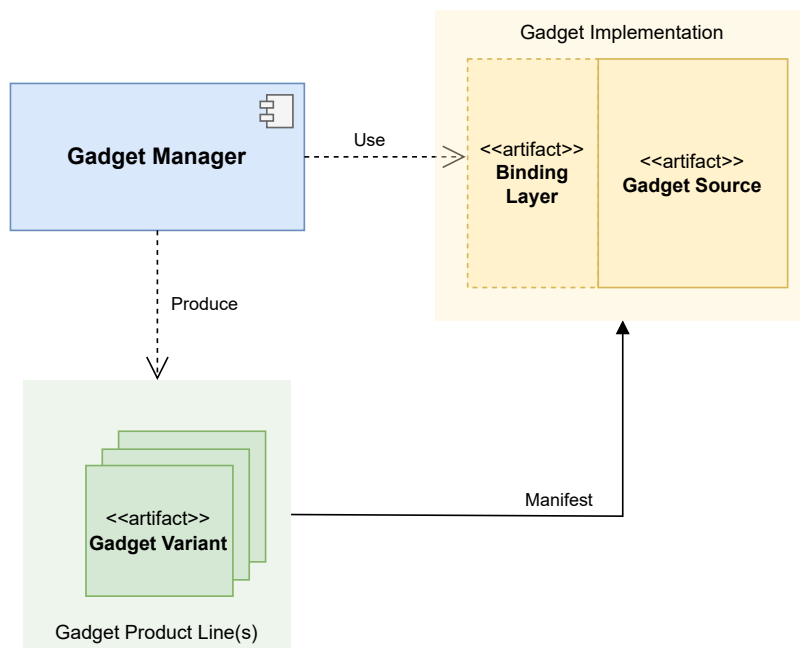 Gadget Implementation
Gadget Manager
Use
<<artifact>>
Binding
Layer
<<artifact>>
Gadget Source
Produce
Manifest
<<artifact>>
Gadget Variant
Gadget Product Line(s)